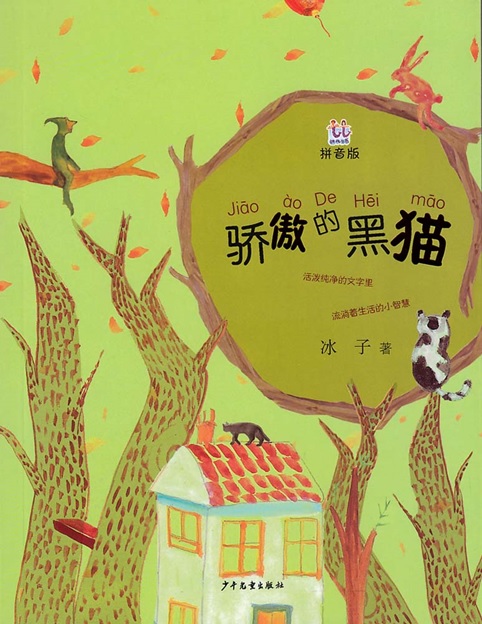 拼音版
Jiāo ào De Hēi māo
骄傲的黑猫
活泼纯净的文字里
流淌着生活的小智慧
冰 子 著
少年儿童出版社